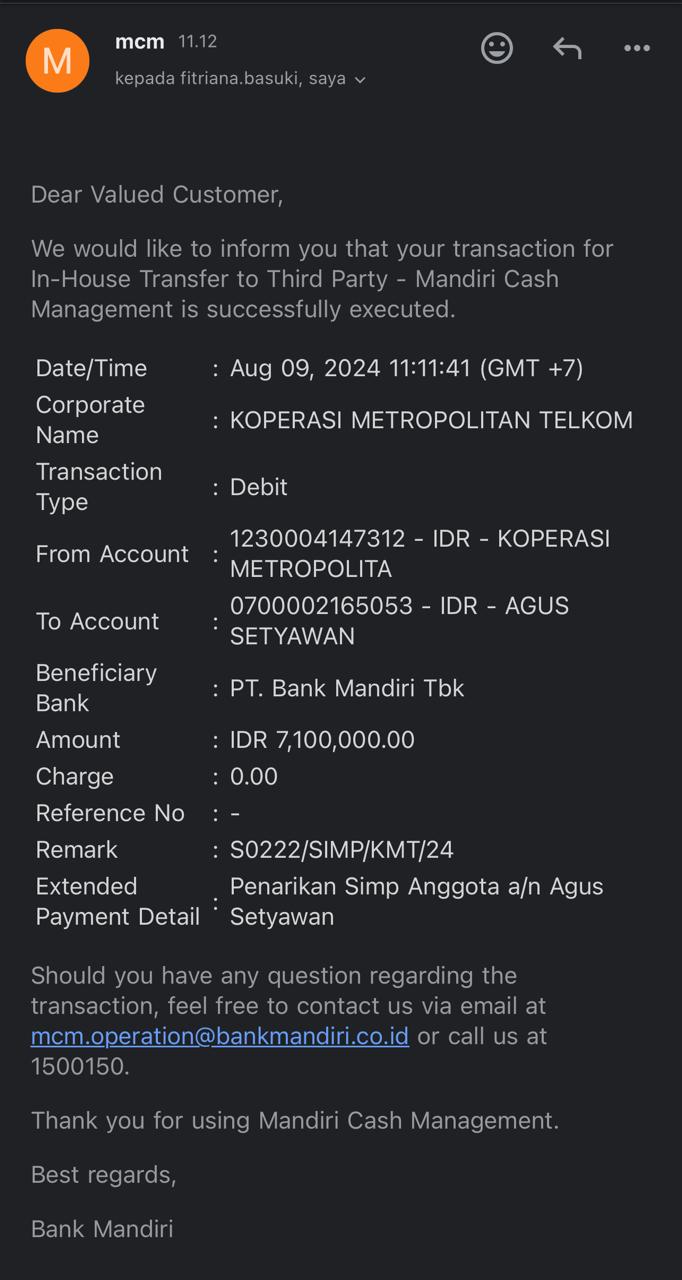 M
mcm 11.12
kepada fitriana.basuki, saya
Dear Valued Customer,
We would like to inform you that your transaction for
In-House Transfer to Third Party - Mandiri Cash
Management is successfully executed.
Date/Time : Aug 09, 2024 11:11:41 (GMT +7)
Corporate
Name : KOPERASI METROPOLITAN TELKOM
Transaction
Type : Debit
From Account : 1230004147312 - IDR - KOPERASI
METROPOLITA
To Account : 0700002165053 - IDR - AGUS
SETYAWAN
Beneficiary
Bank : PT. Bank Mandiri Tbk
Amount : IDR 7,100,000.00
Charge : 0.00
Reference No : -
Remark : S0222/SIMP/KMT/24
Extended
Payment Detail : Penarikan Simp Anggota a/n Agus
Setyawan
Should you have any question regarding the
transaction, feel free to contact us via email at
mcm.operation@bankmandiri.co.id or call us at
1500150.
Thank you for using Mandiri Cash Management.
Best regards,
Bank Mandiri